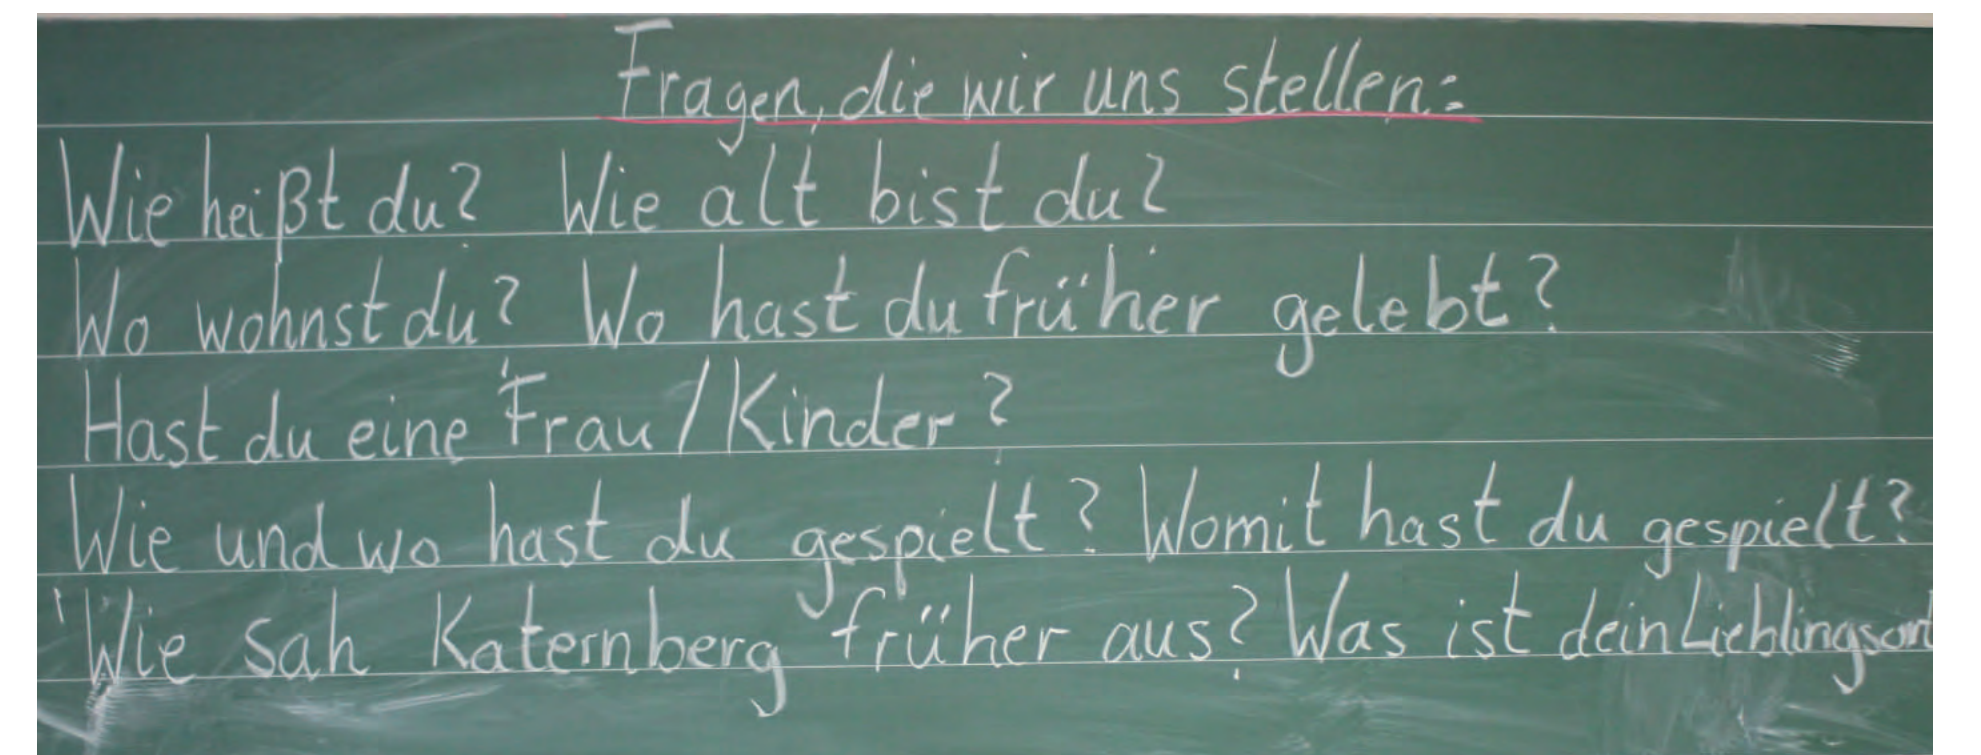 Fragen, die wir uns stellen:
Wie heißt du? Wie alt bist du?
Wo wohnst du? Wo hast du früher gelebt?
Hast du eine Frau/Kinder?
Wie und wo hast du gespielt? Womit hast du gespielt?
Wie sah Katernberg früher aus? Was ist dein Lieblingsort